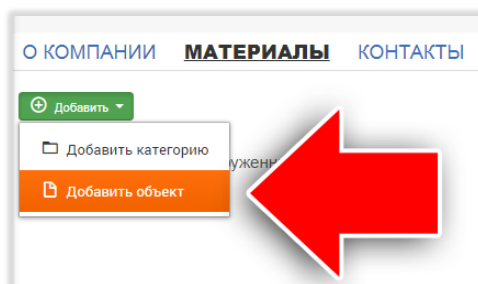 О КОМПАНИИ МАТЕРИАЛЫ КОНТАКТЫ
Добавить
Добавить категорию
Добавить объект